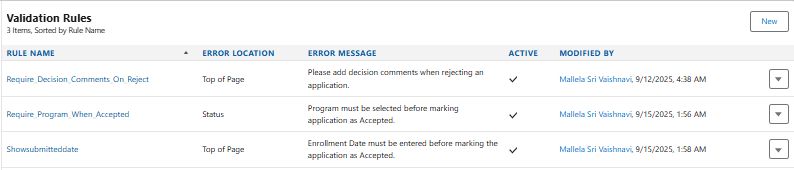 Validation Rules
3 Items, Sorted by Rule Name
New
RULE NAME ERROR LOCATION ERROR MESSAGE ACTIVE MODIFIED BY
Require_Decision_Comments_On_Reject Top of Page Please add decision comments when rejecting an
application. Mallela Sri Vaishnavi, 9/12/2025, 4:38 AM
Require_Program_When_Accepted Status Program must be selected before marking
application as Accepted. Mallela Sri Vaishnavi, 9/15/2025, 1:56 AM
Showsubmitteddate Top of Page Enrollment Date must be entered before marking the
application as Accepted. Mallela Sri Vaishnavi, 9/15/2025, 1:58 AM